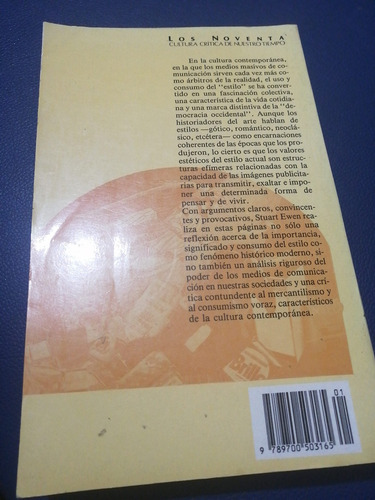 LOS NOVENTA
CULTURA CRÍTICA DE NUESTRO TIEMPO
En la cultura contemporánea,
en la que los medios masivos de co-
municación sirven cada vez más co-
mo árbitros de la realidad, el uso y
consumo del "estilo" se ha conver-
tido en una fascinación colectiva,
una característica de la vida cotidia-
na y una marca distintiva de la "de-
mocracia occidental". Aunque los
historiadores del arte hablan de
estilos —gótico, romántico, neoclá-
sico, etcétera— como encarnaciones
coherentes de las épocas que los pro-
dujeron, lo cierto es que los valores
estéticos del estilo actual son estruc-
turas efímeras relacionadas con la
capacidad de las imágenes publicita-
rias para transmitir, exaltar e impo-
ner una determinada forma de
pensar y de vivir.
Con argumentos claros, convincen-
tes y provocativos, Stuart Ewen rea-
liza en estas páginas no sólo una
reflexión acerca de la importancia,
significado y consumo del estilo co-
mo fenómeno histórico moderno, si-
no también un análisis riguroso del
poder de los medios de comunica-
ción en nuestras sociedades y una crí-
tica contundente al mercantilismo y
al consumismo voraz, característicos
de la cultura contemporánea.
01
9 789700 503165